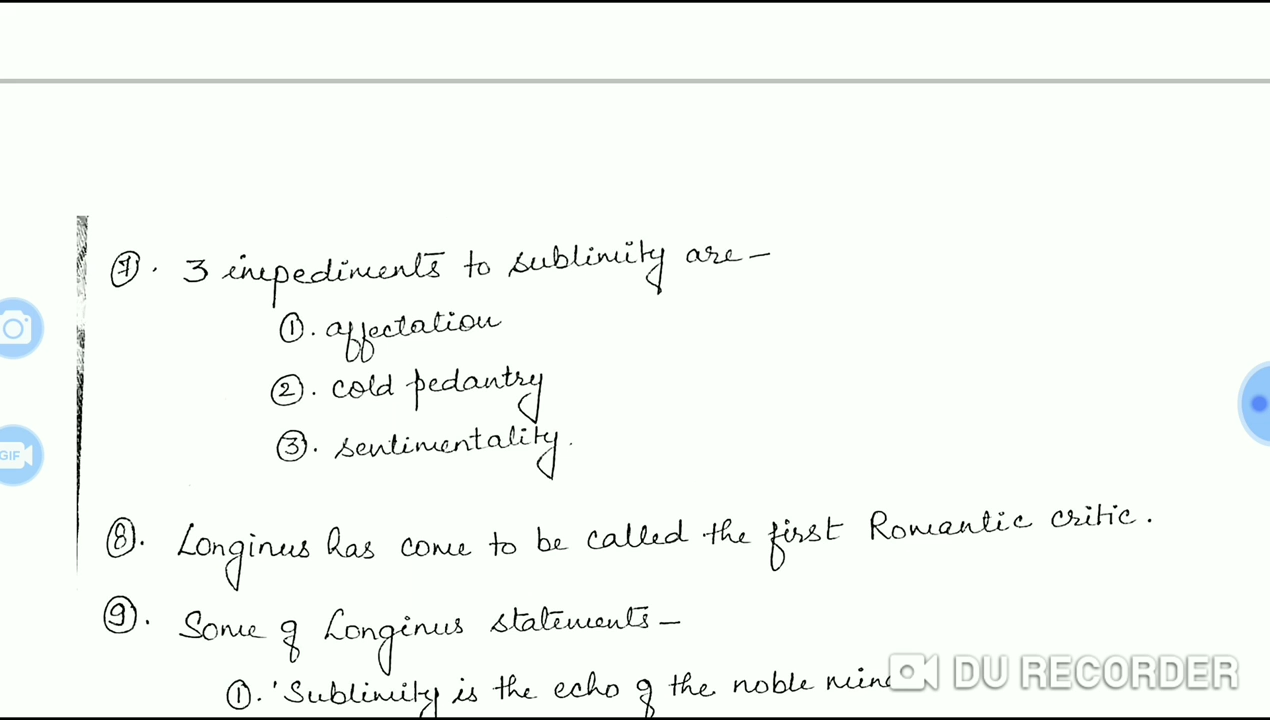 7. 3 impediments to sublimity are –
1. affectation
2. cold pedantry
3. sentimentality.
8. Longinus has come to be called the first Romantic critic.
9. Some of Longinus statements –
1. 'Sublimity is the echo of the noble
DU RECORDER
GIF